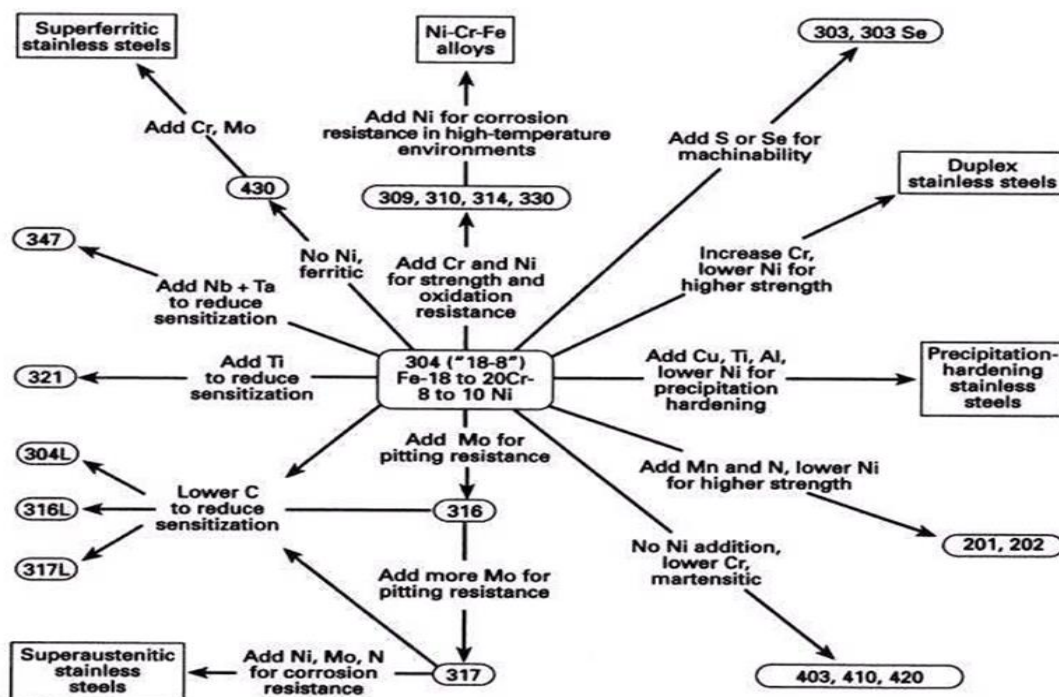 Superferritic
stainless steels
Ni-Cr-Fe
alloys
303, 303 Se
Add Cr, Mo
Add Ni for corrosion
resistance in high-temperature
environments
Add S or Se for
machinability
Duplex
stainless steels
430
309, 310, 314, 330
347
No Ni,
ferritic
Add Cr and Ni
for strength and
oxidation
resistance
Increase Cr,
lower Ni for
higher strength
Add Nb + Ta
to reduce
sensitization
321
Add Ti
to reduce
sensitization
304 ("18-8")
Fe-18 to 20Cr-
8 to 10 Ni
Add Cu, Ti, Al,
lower Ni for
precipitation
hardening
Precipitation-
hardening
stainless
steels
304L
316L
317L
Lower C
to reduce
sensitization
Add Mo for
pitting resistance
316
Add Mn and N, lower Ni
for higher strength
201, 202
No Ni addition,
lower Cr,
martensitic
Add more Mo for
pitting resistance
Superaustenitic
stainless
steels
Add Ni, Mo, N
for corrosion
resistance
317
403, 410, 420